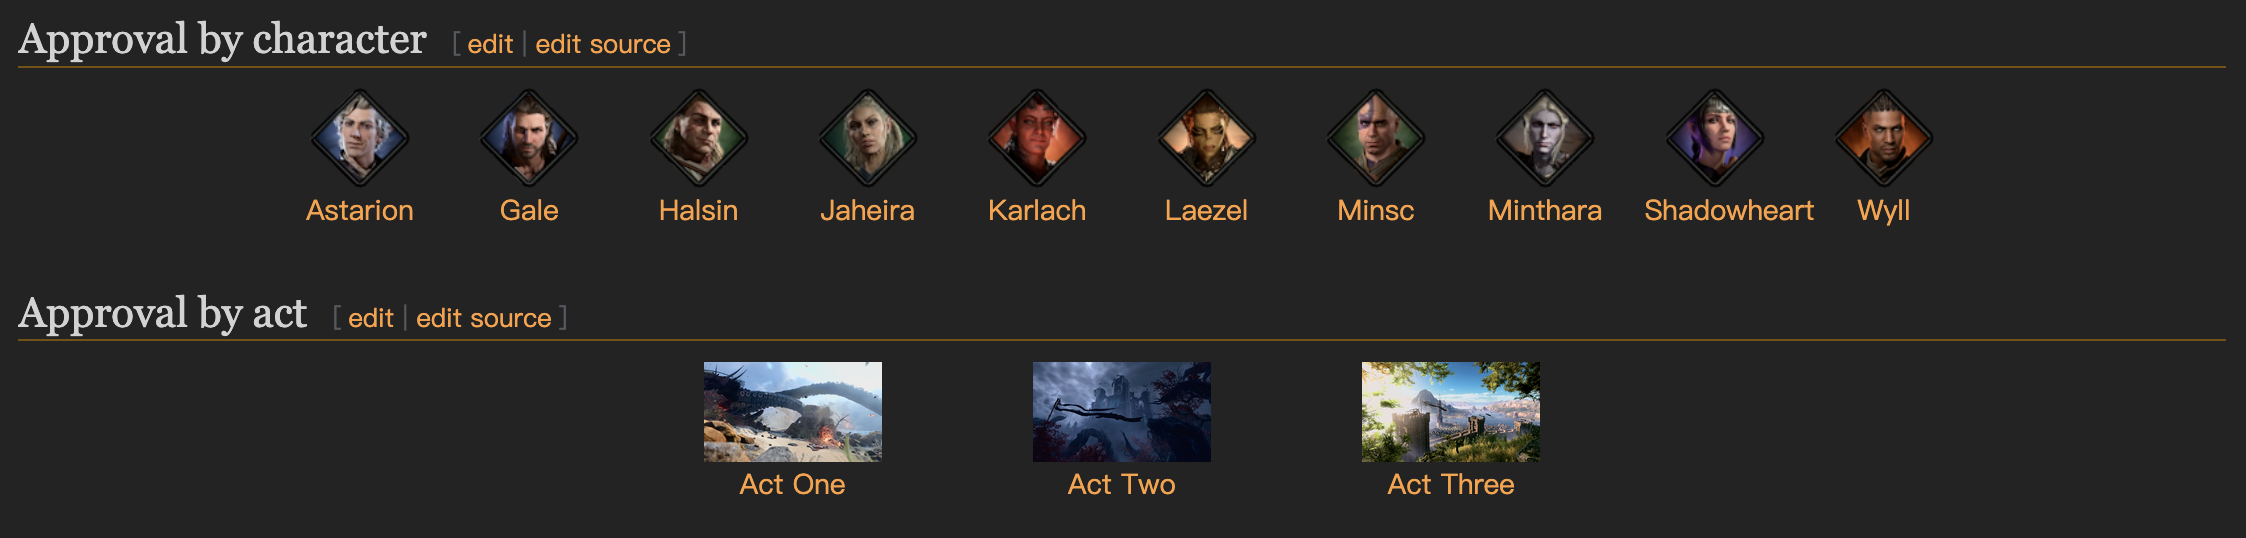 Approval by character [ edit | edit source ]
Astarion Gale Halsin Jaheira Karlach Laezel Minsc Minthara Shadowheart Wyll
Approval by act [ edit | edit source ]
Act One Act Two Act Three